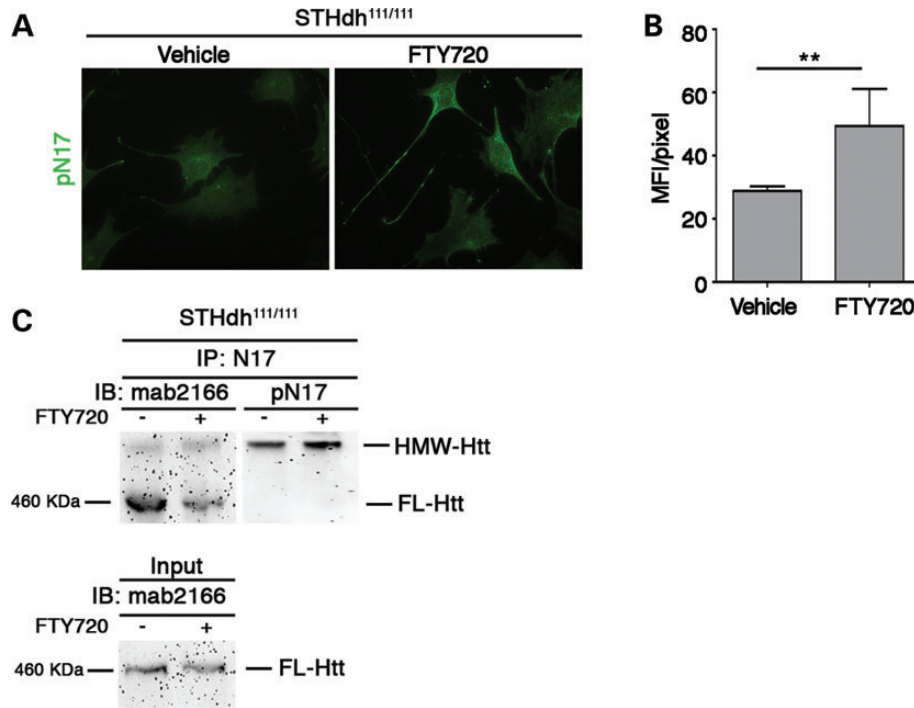 A
STHdh111/111
Vehicle FTY720
pN17
B
80
60
40
20
0
MFI/pixel
**
Vehicle FTY720
C
STHdh111/111
IP: N17
IB: mab2166 pN17
FTY720 - + - +
HMW-Htt
460 KDa FL-Htt
Input
IB: mab2166
FTY720 - +
460 KDa FL-Htt